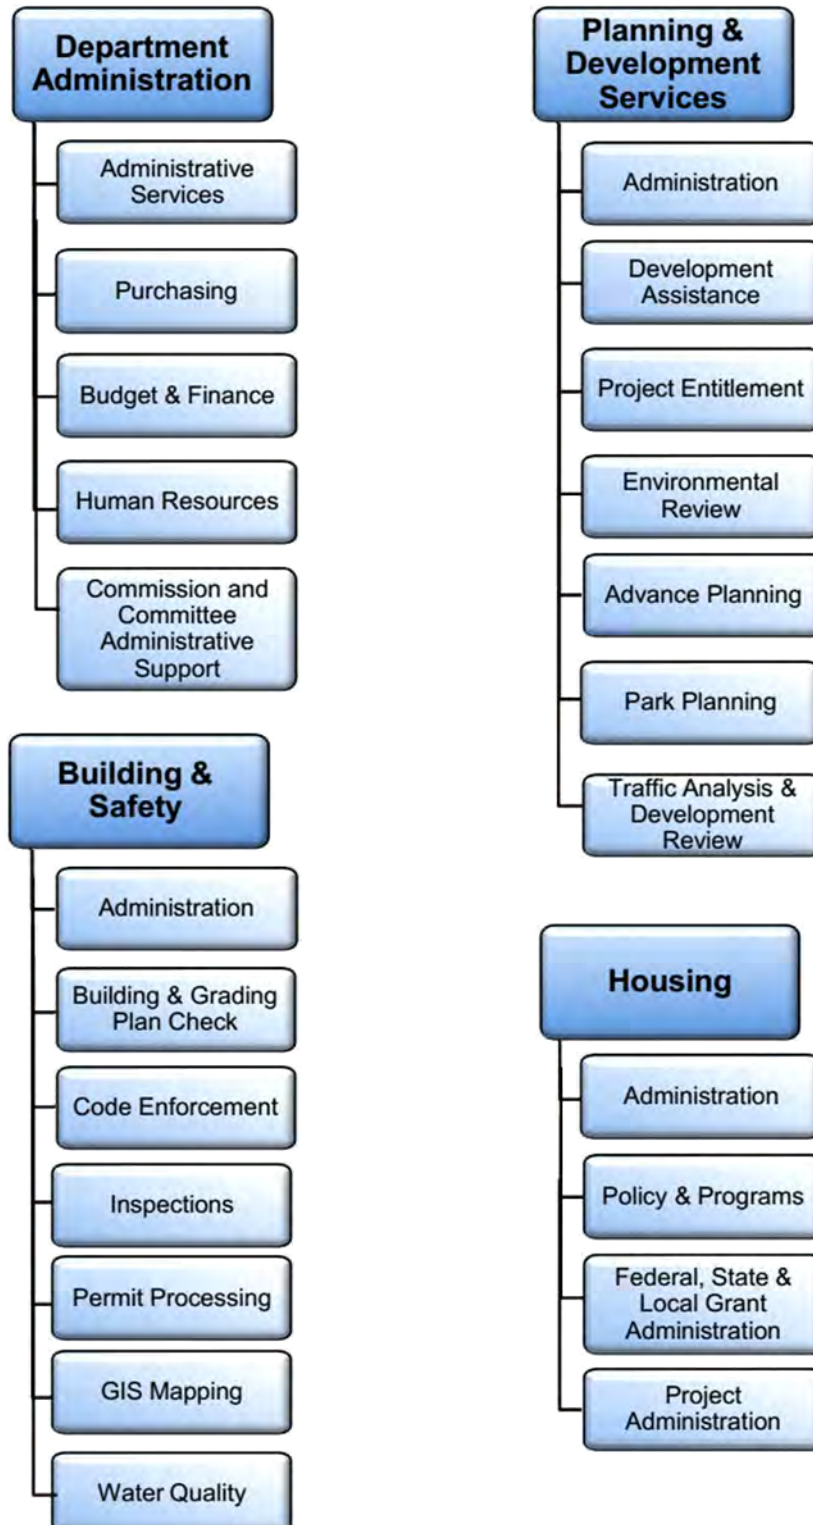 Department
Administration
Administrative
Services
Purchasing
Budget & Finance
Human Resources
Commission and
Committee
Administrative
Support
Building &
Safety
Administration
Building & Grading
Plan Check
Code Enforcement
Inspections
Permit Processing
GIS Mapping
Water Quality
Planning &
Development
Services
Administration
Development
Assistance
Project Entitlement
Environmental
Review
Advance Planning
Park Planning
Traffic Analysis &
Development
Review
Housing
Administration
Policy & Programs
Federal, State &
Local Grant
Administration
Project
Administration